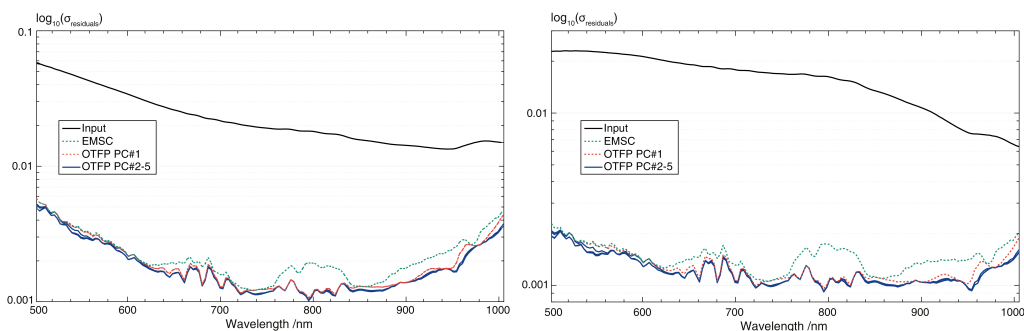 log10(σresiduals)
0.1
0.01
0.001
Input
EMSC
OTFP PC#1
OTFP PC#2-5
500 600 700 800 900 1000
Wavelength /nm
log10(σresiduals)
0.01
0.001
Input
EMSC
OTFP PC#1
OTFP PC#2-5
500 600 700 800 900 1000
Wavelength /nm